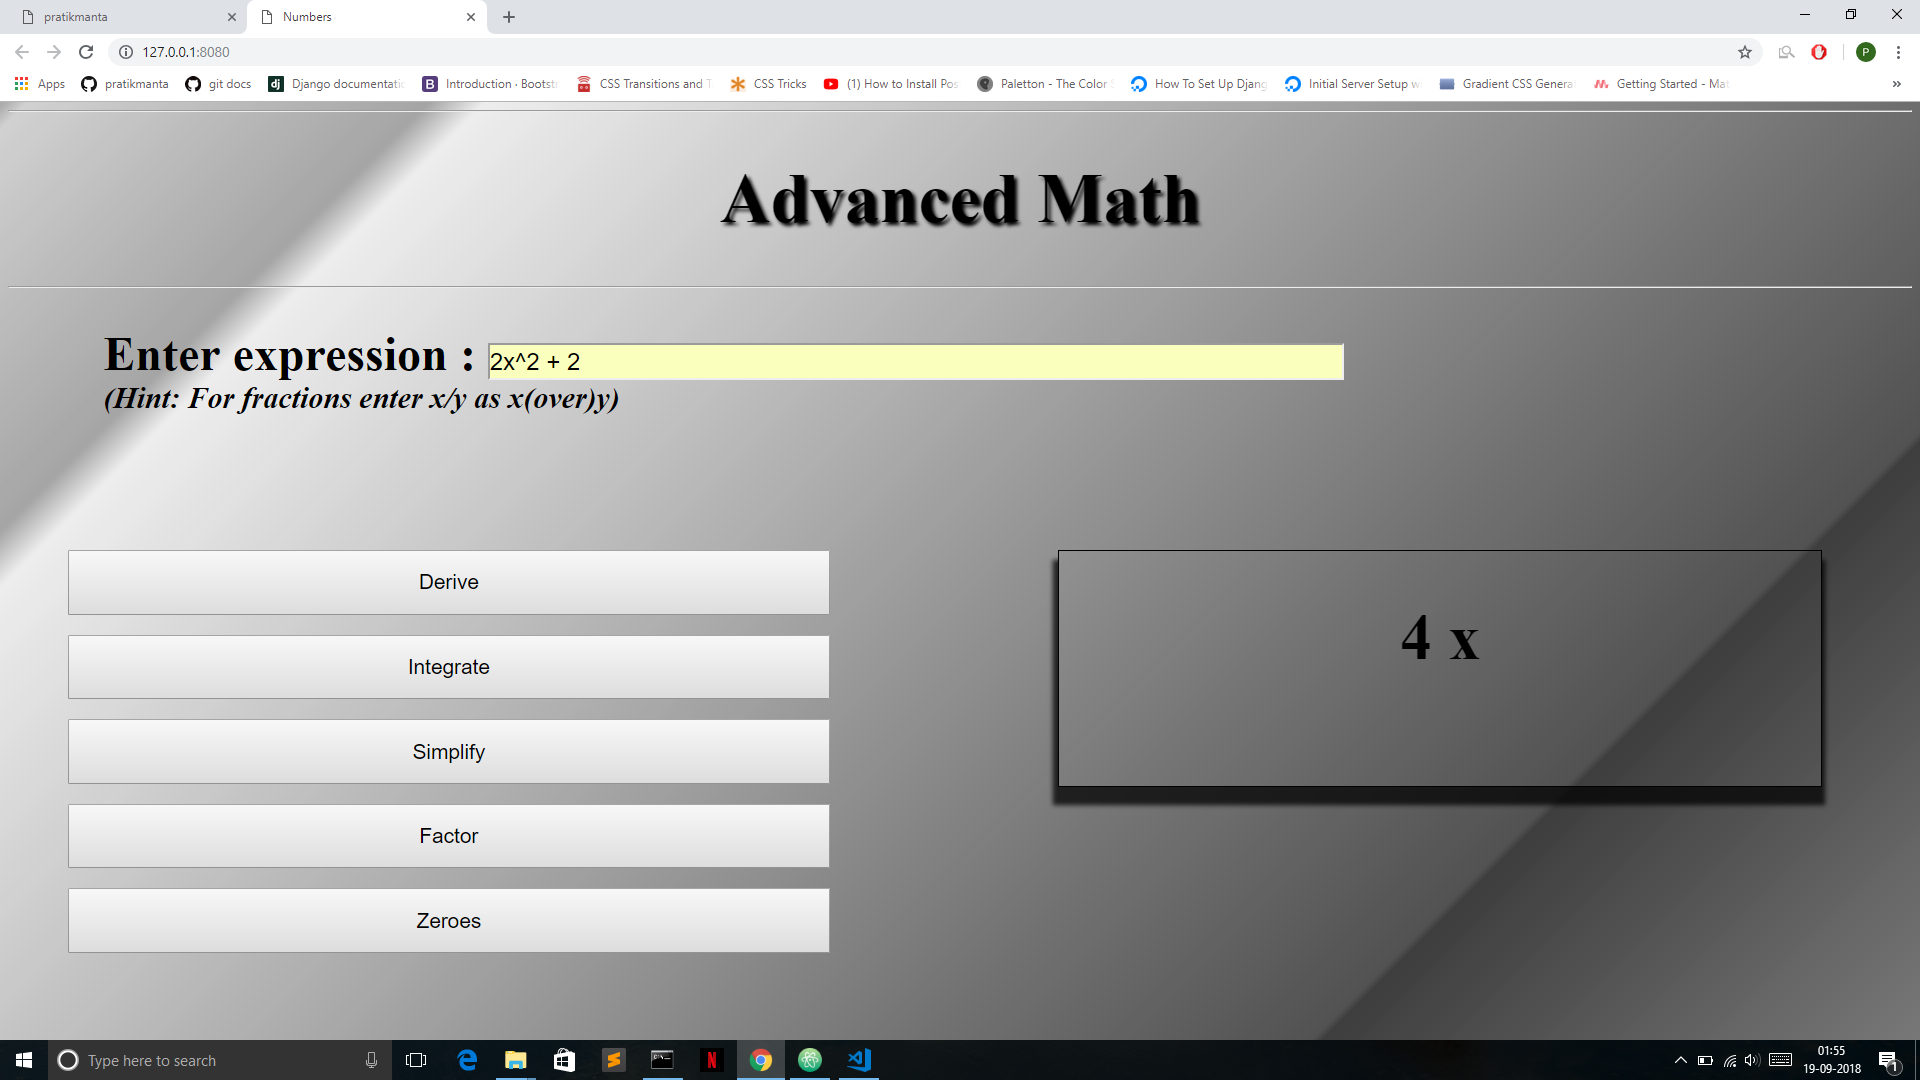 pratikmanta
Numbers
127.0.0.1:8080
P
Apps
pratikmanta
git docs
Django documentatic
Introduction · Bootstr
CSS Transitions and T
CSS Tricks
(1) How to Install Pos
Paletton - The Color
How To Set Up Djang
Initial Server Setup w
Gradient CSS Genera
Getting Started - Mat
»
Advanced Math
Enter expression : 2x^2 + 2
(Hint: For fractions enter x/y as x(over)y)
Derive
4 x
Integrate
Simplify
Factor
Zeroes
Type here to search
01:55
19-09-2018
1